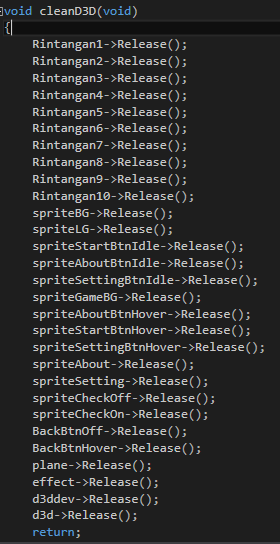 void cleanD3D(void)
{
Rintangan1->Release();
Rintangan2->Release();
Rintangan3->Release();
Rintangan4->Release();
Rintangan5->Release();
Rintangan6->Release();
Rintangan7->Release();
Rintangan8->Release();
Rintangan9->Release();
Rintangan10->Release();
spriteBG->Release();
spriteLG->Release();
spriteStartBtnIdle->Release();
spriteAboutBtnIdle->Release();
spriteSettingBtnIdle->Release();
spriteGameBG->Release();
spriteAboutBtnHover->Release();
spriteStartBtnHover->Release();
spriteSettingBtnHover->Release();
spriteAbout->Release();
spriteSetting->Release();
spriteCheckOff->Release();
spriteCheckOn->Release();
BackBtnOff->Release();
BackBtnHover->Release();
plane->Release();
effect->Release();
d3ddev->Release();
d3d->Release();
return;